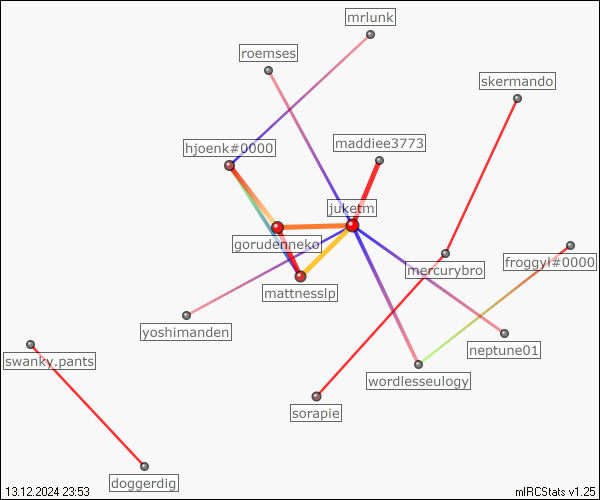 mrlunk
roemses
skermando
hjoenk#0000
maddiee3773
juketm
gorudenneko
mercurybro
froggyl#0000
mattnesslp
yoshimanden
neptune01
swanky.pants
wordlesseulogy
sorapie
doggerdig
13.12.2024 23:53
mIRCStats v1.25